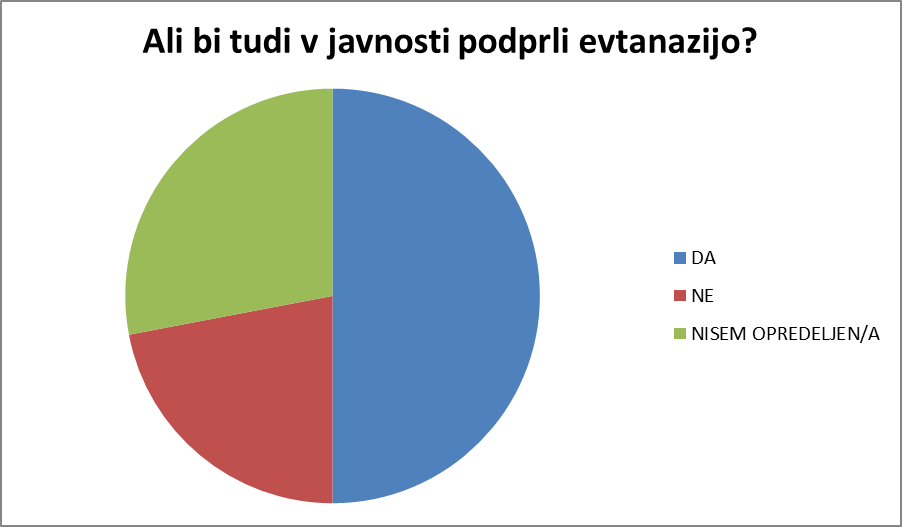 Ali bi tudi v javnosti podprli evtanazijo?
DA
NE
NISEM OPREDELJEN/A